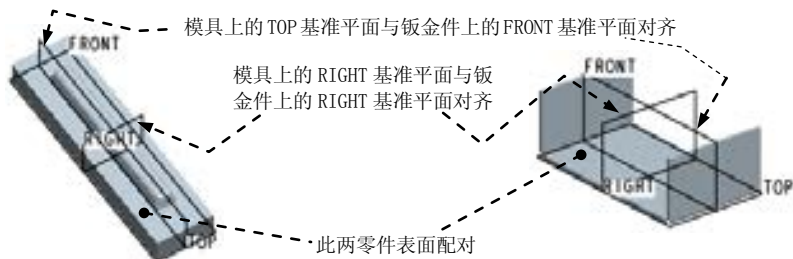 模具上的TOP基准平面与钣金件上的FRONT基准平面对齐
FRONT
模具上的RIGHT基准平面与钣
金件上的RIGHT基准平面对齐
FRONT
RIGHT
RIGHT
TOP
TOP
此两零件表面配对